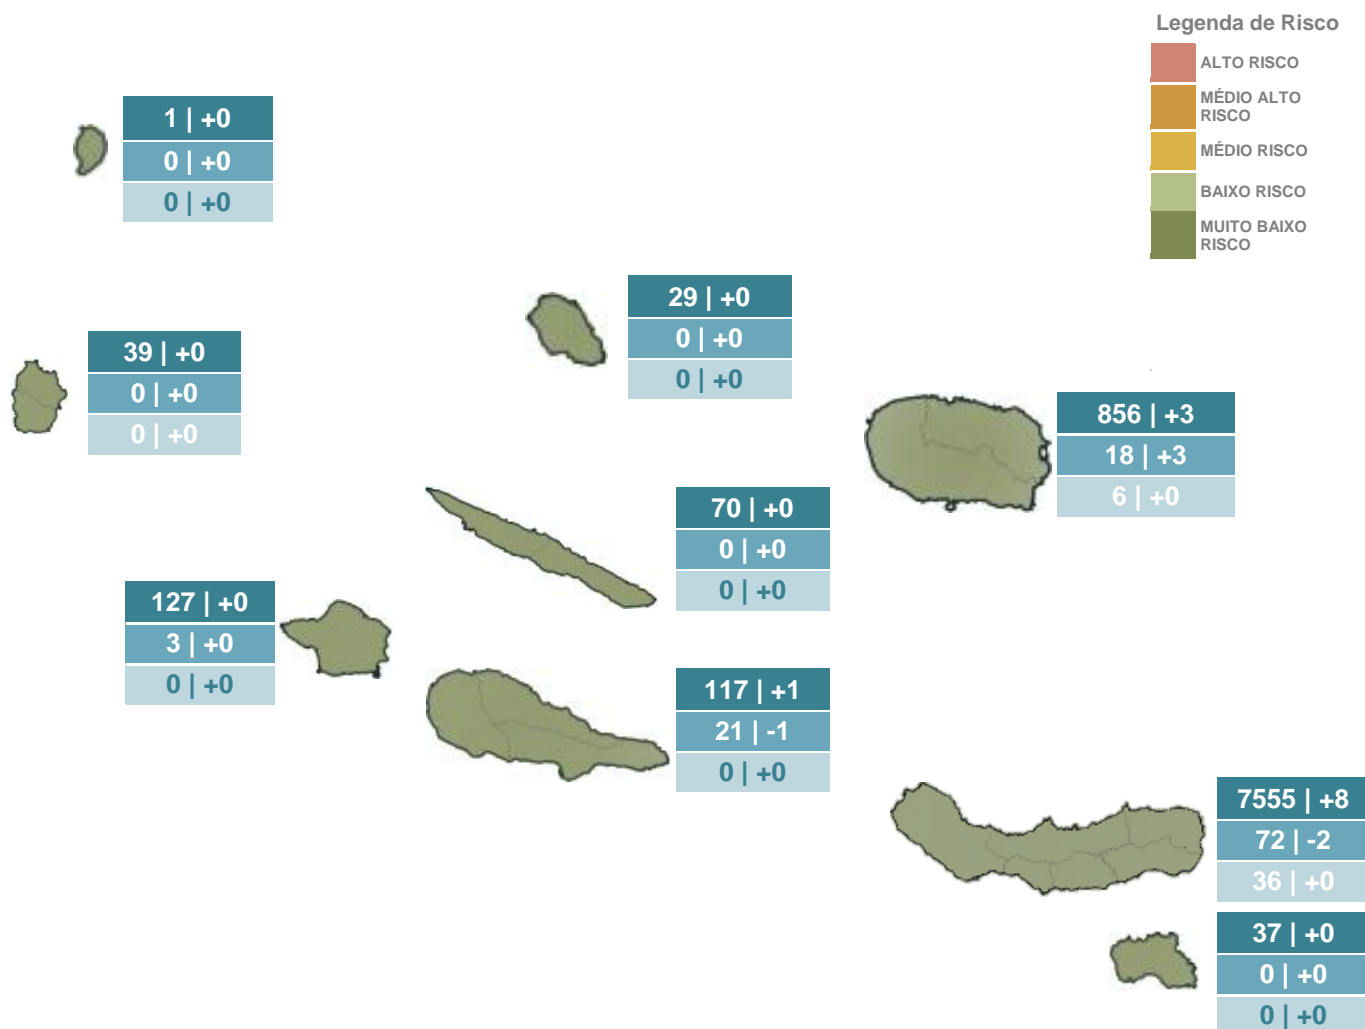 Legenda de Risco
ALTO RISCO
MÉDIO ALTO
RISCO
MÉDIO RISCO
BAIXO RISCO
MUITO BAIXO
RISCO
1 | +0
0 | +0
0 | +0
29 | +0
0 | +0
0 | +0
39 | +0
0 | +0
0 | +0
856 | +3
18 | +3
6 | +0
70 | +0
0 | +0
0 | +0
127 | +0
3 | +0
0 | +0
117 | +1
21 | -1
0 | +0
7555 | +8
72 | -2
36 | +0
37 | +0
0 | +0
0 | +0